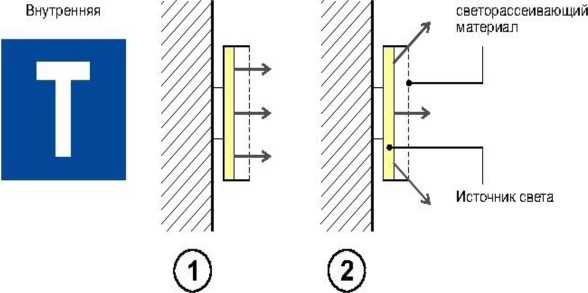 Внутренняя
Т
светорассеивающий
материал
Источник света
1
2